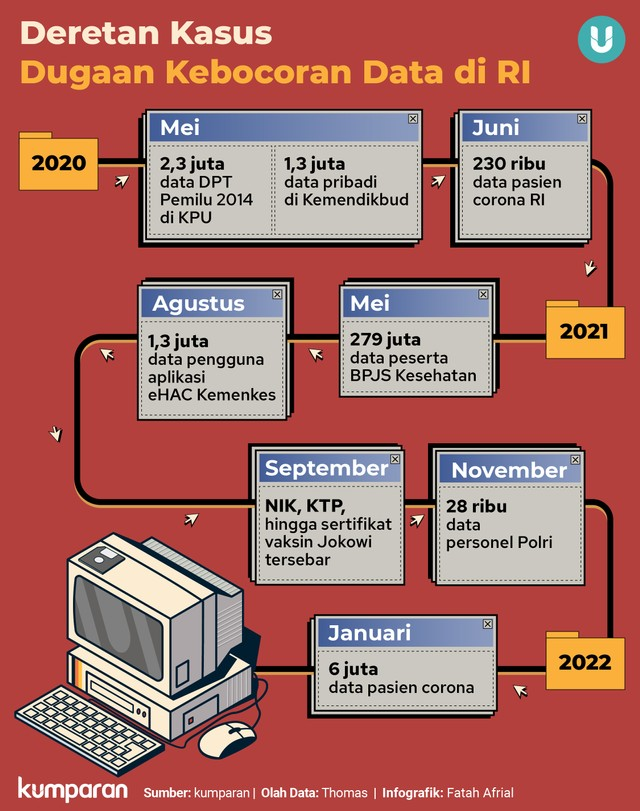 Deretan Kasus
Dugaan Kebocoran Data di RI
2020
Mei
2,3 juta
data DPT
Pemilu 2014
di KPU
1,3 juta
data pribadi
di Kemendikbud
Juni
230 ribu
data pasien
corona RI
2021
Mei
279 juta
data peserta
BPJS Kesehatan
Agustus
1,3 juta
data pengguna
aplikasi
eHAC Kemenkes
September
NIK, KTP,
hingga sertifikat
vaksin Jokowi
tersebar
November
28 ribu
data
personel Polri
2022
Januari
6 juta
data pasien corona
kumparan
Sumber: kumparan | Olah Data: Thomas | Infografik: Fatah Afrial